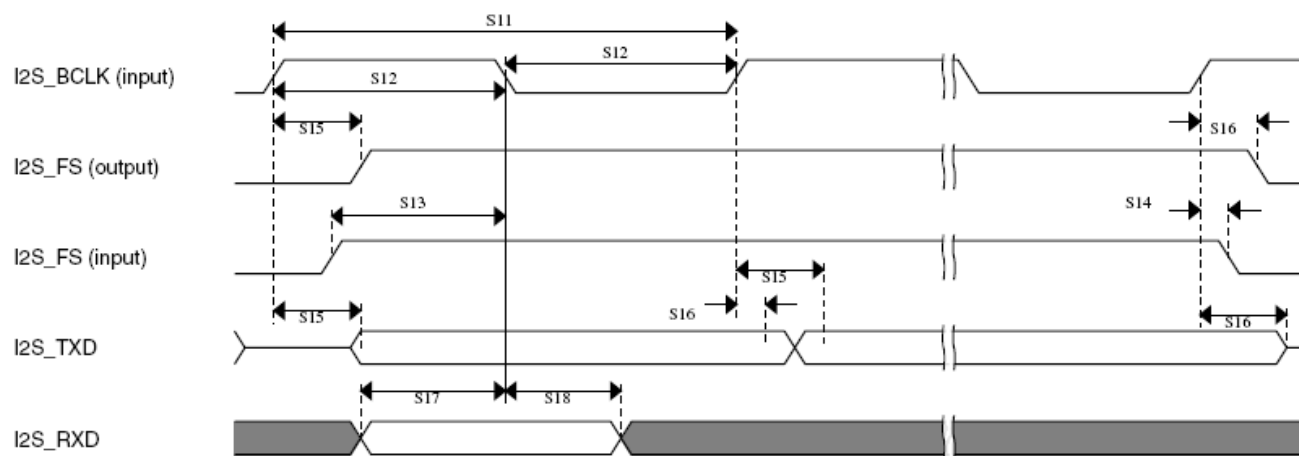 S11
I2S_BCLK (input)
S12
S12
S15
S16
I2S_FS (output)
S13
S14
I2S_FS (input)
S15
S15
S16
S16
I2S_TXD
S17
S18
I2S_RXD